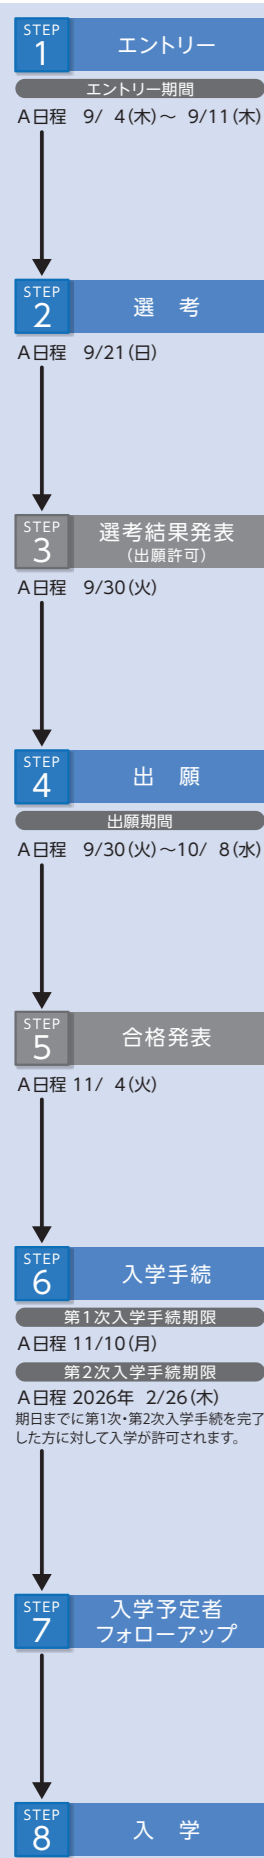 STEP
1
エントリー
エントリー期間
A日程 9/ 4(木)～ 9/11(木)
STEP
2
選 考
A日程 9/21(日)
STEP
3
選考結果発表
(出願許可)
A日程 9/30(火)
STEP
4
出 願
出願期間
A日程 9/30(火)～10/ 8(水)
STEP
5
合格発表
A日程 11/ 4(火)
STEP
6
入学手続
第1次入学手続期限
A日程 11/10(月)
第2次入学手続期限
A日程 2026年 2/26(木)
期日までに第1次・第2次入学手続を完了
した方に対して入学が許可されます。
STEP
7
入学予定者
フォローアップ
STEP
8
入 学